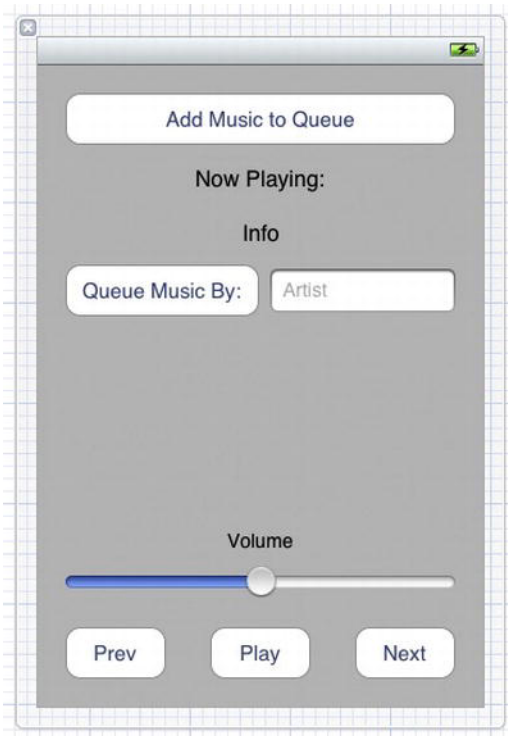 Add Music to Queue
Now Playing:
Info
Queue Music By: Artist
Volume
Prev Play Next